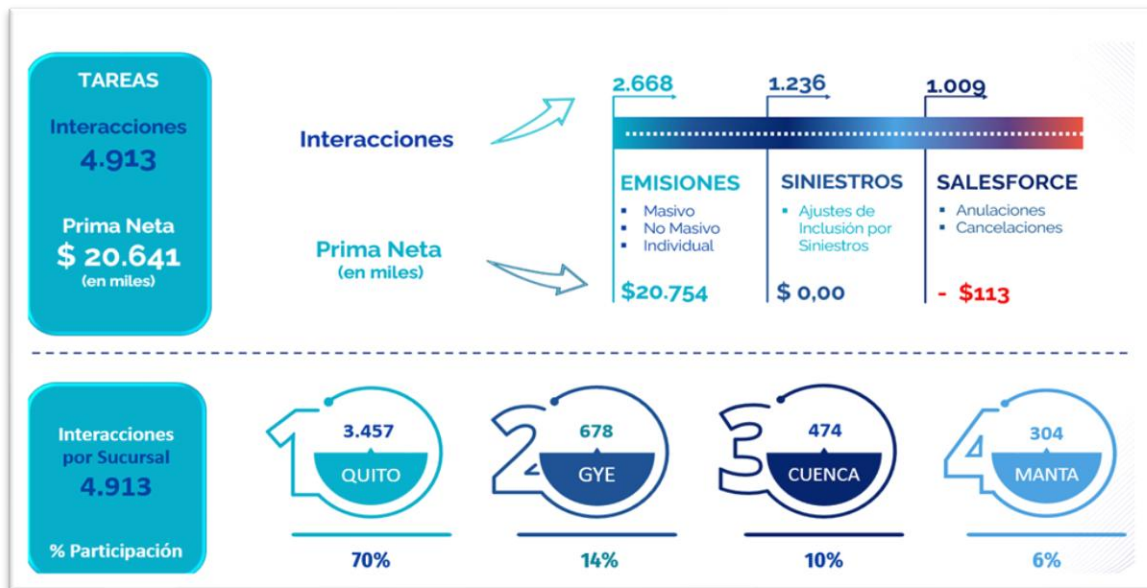 TAREAS
Interacciones
4.913
Prima Neta
$ 20.641
(en miles)
Interacciones
Prima Neta
(en miles)
2.668
1.236
1.009
EMISIONES
▪ Masivo
▪ No Masivo
▪ Individual
$20.754
SINIESTROS
▪ Ajustes de
Inclusión por
Siniestros
$ 0,00
SALESFORCE
▪ Anulaciones
▪ Cancelaciones
- $113
Interacciones
por Sucursal
4.913
% Participación
1
3.457
QUITO
70%
2
678
GYE
14%
3
474
CUENCA
10%
4
304
MANTA
6%